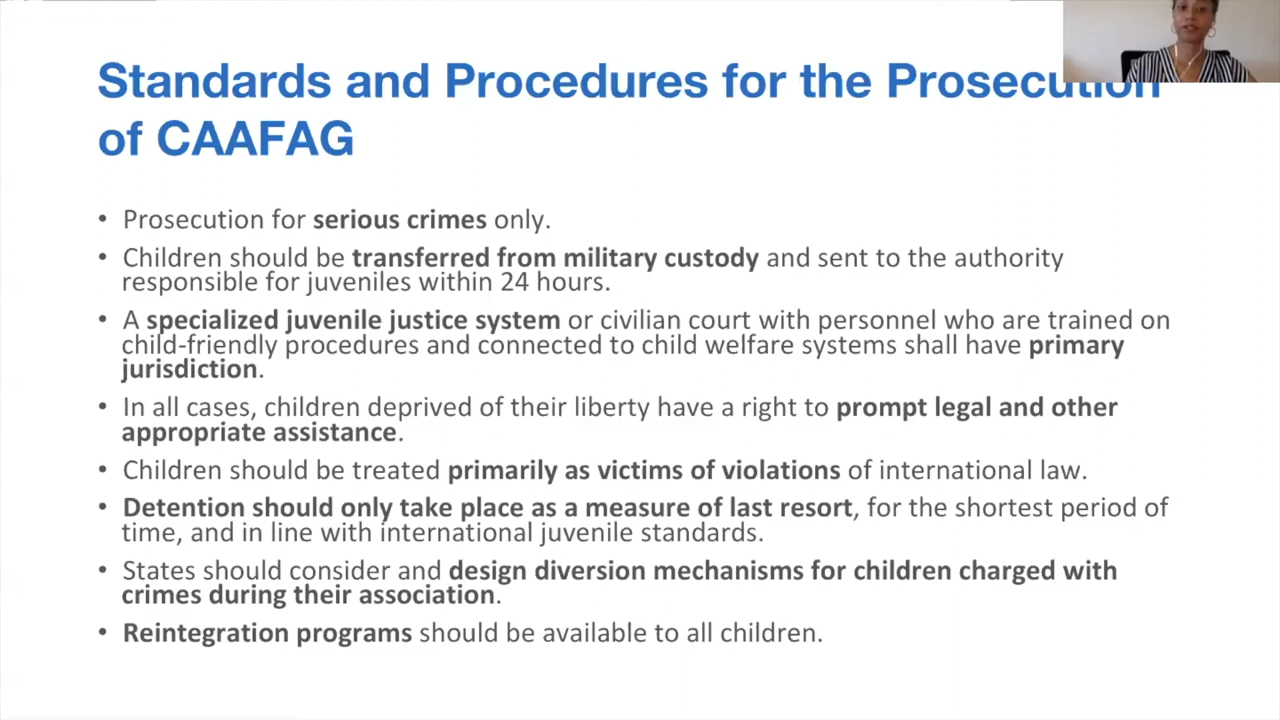 Standards and Procedures for the Prosecution
of CAAFAG
• Prosecution for serious crimes only.
• Children should be transferred from military custody and sent to the authority
responsible for juveniles within 24 hours.
• A specialized juvenile justice system or civilian court with personnel who are trained on
child-friendly procedures and connected to child welfare systems shall have primary
jurisdiction.
• In all cases, children deprived of their liberty have a right to prompt legal and other
appropriate assistance.
• Children should be treated primarily as victims of violations of international law.
• Detention should only take place as a measure of last resort, for the shortest period of
time, and in line with international juvenile standards.
• States should consider and design diversion mechanisms for children charged with
crimes during their association.
• Reintegration programs should be available to all children.